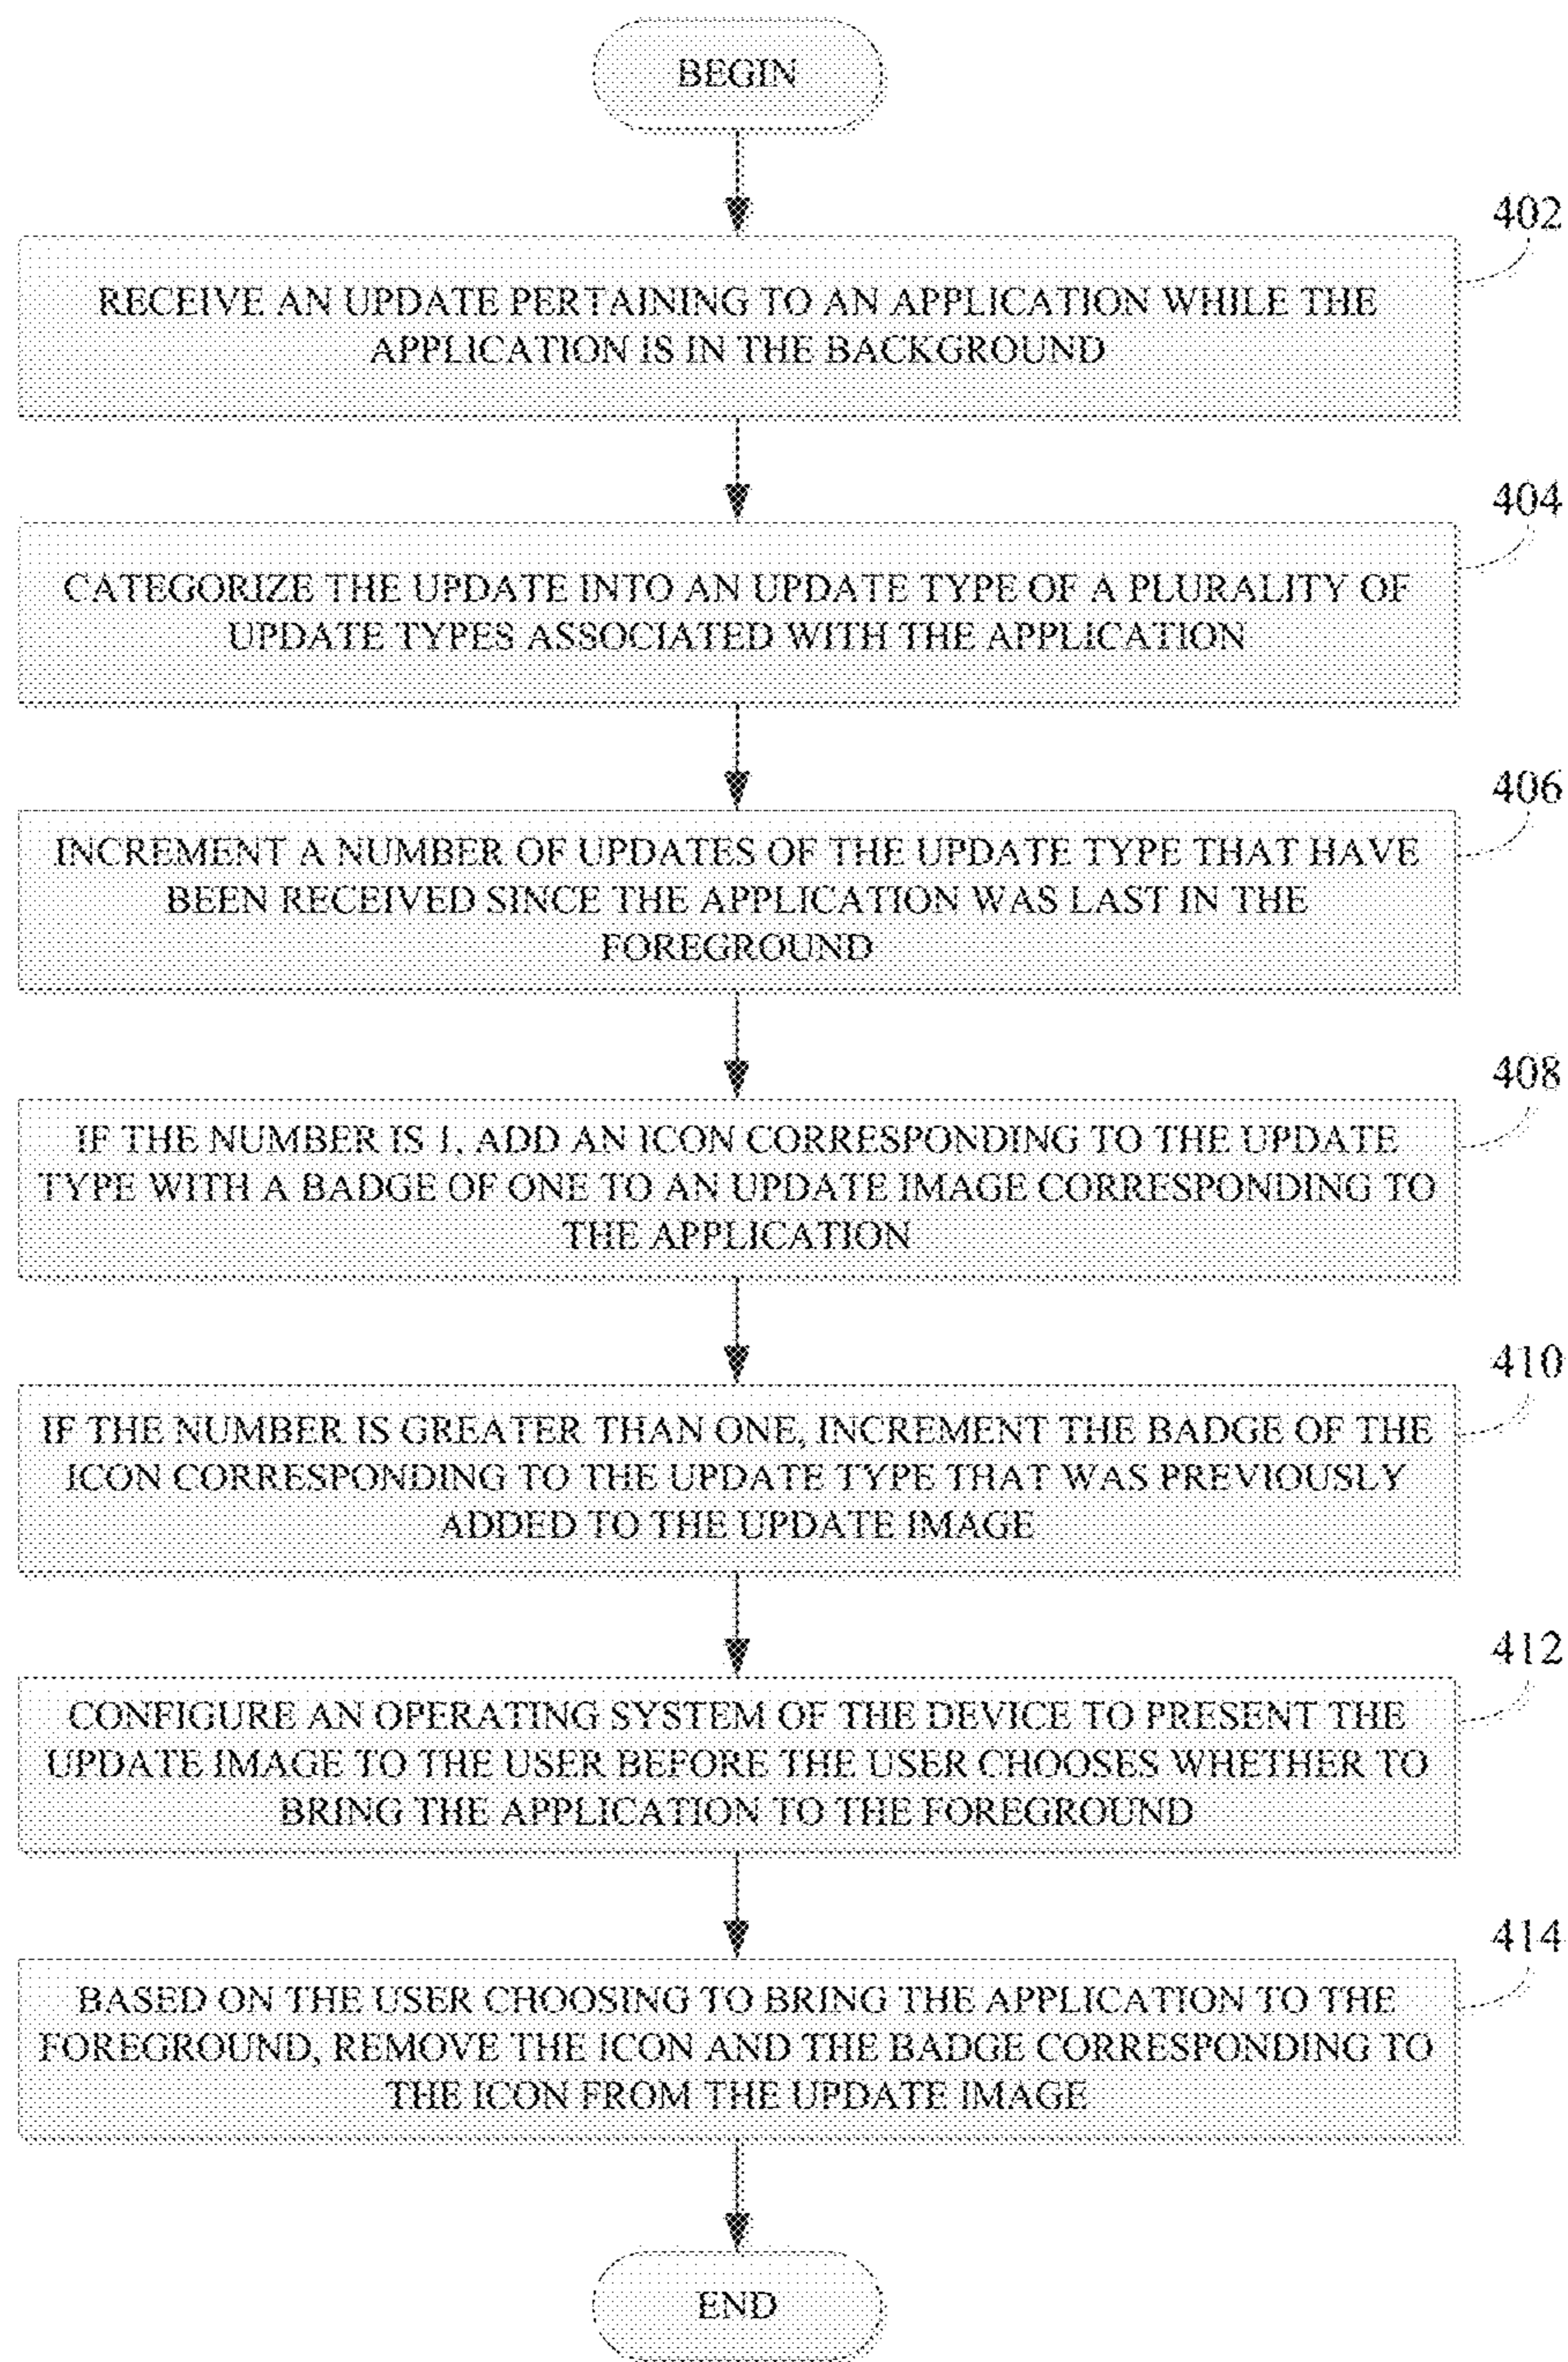 BEGIN
402
RECEIVE AN UPDATE PERTAINING TO AN APPLICATION WHILE THE
APPLICATION IS IN THE BACKGROUND
404
CATEGORIZE THE UPDATE INTO AN UPDATE TYPE OF A PLURALITY OF
UPDATE TYPES ASSOCIATED WITH THE APPLICATION
406
INCREMENT A NUMBER OF UPDATES OF THE UPDATE TYPE THAT HAVE
BEEN RECEIVED SINCE THE APPLICATION WAS LAST IN THE
FOREGROUND
408
IF THE NUMBER IS 1, ADD AN ICON CORRESPONDING TO THE UPDATE
TYPE WITH A BADGE OF ONE TO AN UPDATE IMAGE CORRESPONDING TO
THE APPLICATION
410
IF THE NUMBER IS GREATER THAN ONE, INCREMENT THE BADGE OF THE
ICON CORRESPONDING TO THE UPDATE TYPE THAT WAS PREVIOUSLY
ADDED TO THE UPDATE IMAGE
412
CONFIGURE AN OPERATING SYSTEM OF THE DEVICE TO PRESENT THE
UPDATE IMAGE TO THE USER BEFORE THE USER CHOOSES WHETHER TO
BRING THE APPLICATION TO THE FOREGROUND
414
BASED ON THE USER CHOOSING TO BRING THE APPLICATION TO THE
FOREGROUND, REMOVE THE ICON AND THE BADGE CORRESPONDING TO
THE ICON FROM THE UPDATE IMAGE
END